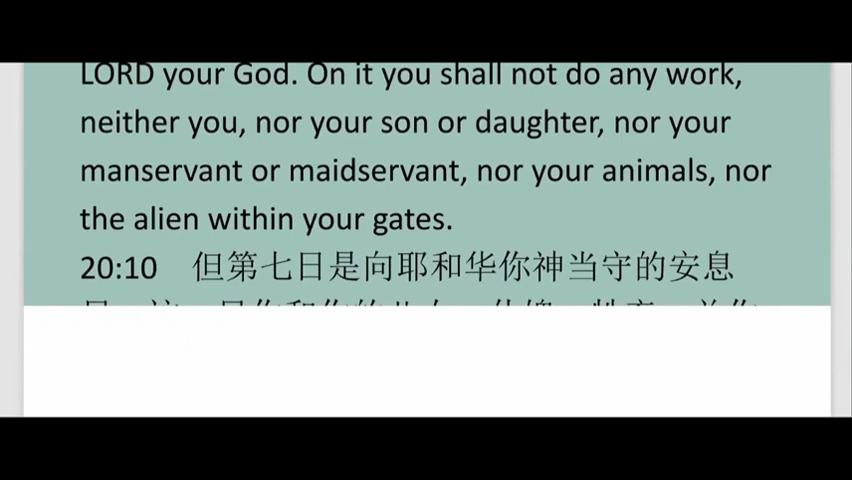 LORD your God. On it you shall not do any work,
neither you, nor your son or daughter, nor your
manservant or maidservant, nor your animals, nor
the alien within your gates.
20:10 但第七日是向耶和华你神当守的安息